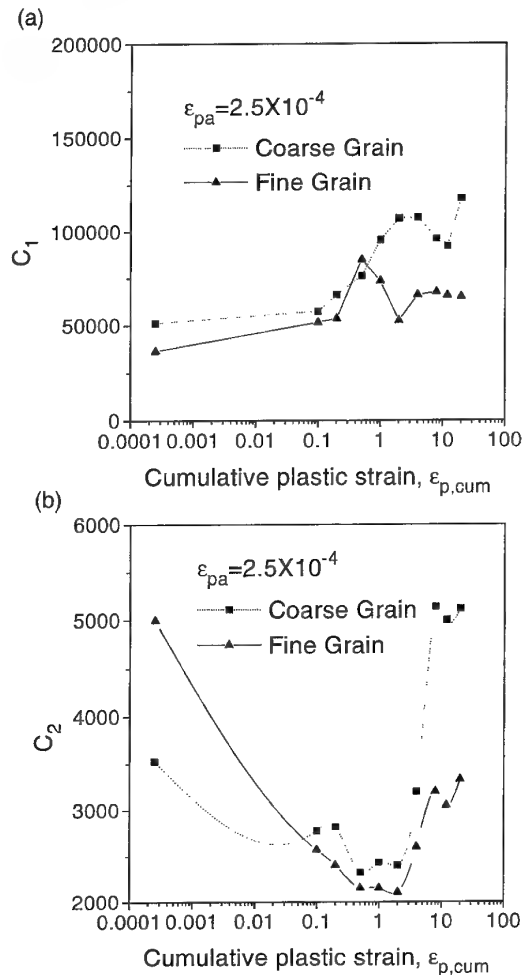 (a)
200000
150000
100000
50000
0
C₁
εpa=2.5X10⁻⁴
Coarse Grain
Fine Grain
0.0001 0.001 0.01 0.1 1 10 100
Cumulative plastic strain, εp,cum
(b)
6000
5000
4000
3000
2000
C₂
εpa=2.5X10⁻⁴
Coarse Grain
Fine Grain
0.0001 0.001 0.01 0.1 1 10 100
Cumulative plastic strain, εp,cum